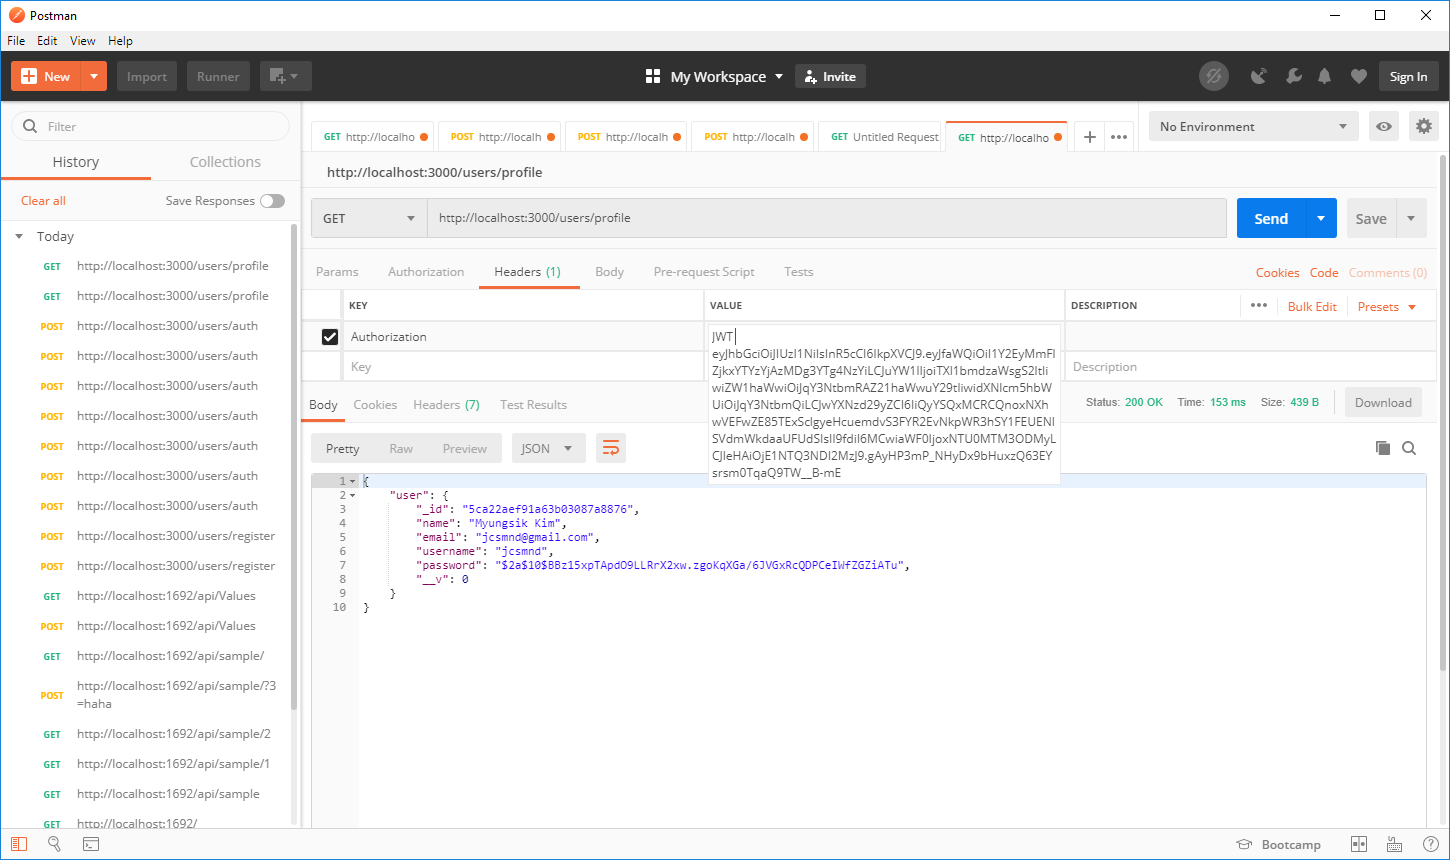 Postman
File Edit View Help
New Import Runner My Workspace Invite Sign In
Filter
History Collections
Clear all Save Responses
Today
GET http://localhost:3000/users/profile
GET http://localhost:3000/users/profile
POST http://localhost:3000/users/auth
POST http://localhost:3000/users/auth
POST http://localhost:3000/users/auth
POST http://localhost:3000/users/auth
POST http://localhost:3000/users/auth
POST http://localhost:3000/users/auth
POST http://localhost:3000/users/auth
POST http://localhost:3000/users/register
POST http://localhost:3000/users/register
GET http://localhost:1692/api/Values
POST http://localhost:1692/api/Values
GET http://localhost:1692/api/sample/
POST http://localhost:1692/api/sample/?3
=haha
GET http://localhost:1692/api/sample/2
GET http://localhost:1692/api/sample/1
GET http://localhost:1692/api/sample
GET http://localhost:1692/
GET http://localho POST http://localh POST http://localh POST http://localh GET Untitled Request GET http://localho
No Environment
http://localhost:3000/users/profile
GET http://localhost:3000/users/profile Send Save
Params Authorization Headers (1) Body Pre-request Script Tests Cookies Code Comments (0)
KEY VALUE DESCRIPTION Bulk Edit Presets
Authorization
JWT
Key Description
Body Cookies Headers (7) Test Results Status: 200 OK Time: 153 ms Size: 439 B Download
Pretty Raw Preview JSON
1 {
2 "user": {
3 "_id": "5ca22aef91a63b03087a8876",
4 "name": "Myungsik Kim",
5 "email": "jcsmnd@gmail.com",
6 "username": "jcsmnd",
7 "password": "$2a$10$BBz15xpTApdO9LLRrX2xw.zgoKqXGa/6JVGxRcQDPCeIWfZGZiATu",
8 "__v": 0
9 }
10 }
Bootcamp